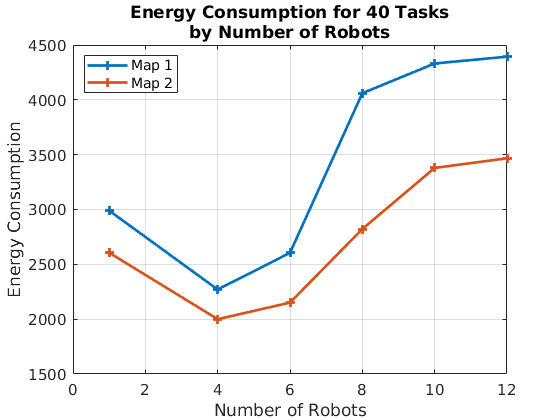 Energy Consumption for 40 Tasks
by Number of Robots
Map 1
Map 2
Energy Consumption
4500
4000
3500
3000
2500
2000
1500
0 2 4 6 8 10 12
Number of Robots